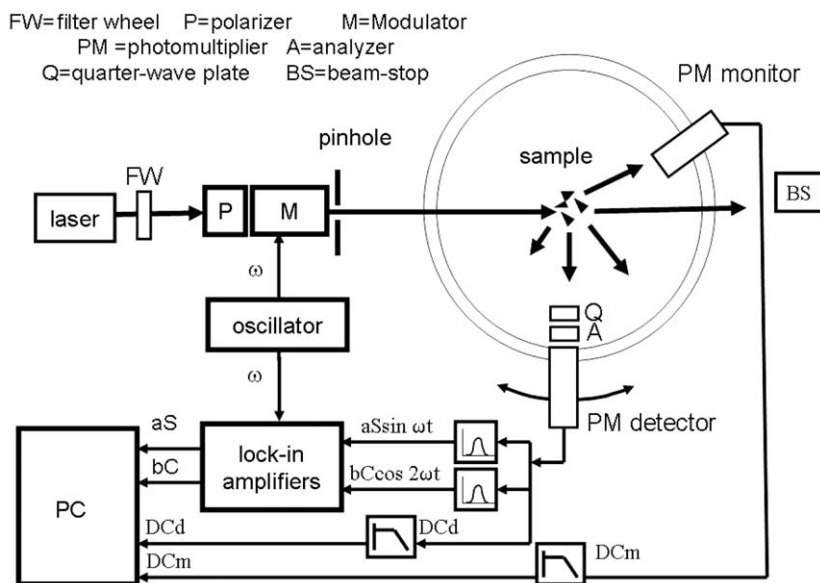 FW=filter wheel P=polarizer M=Modulator
PM =photomultiplier A=analyzer
Q=quarter-wave plate BS=beam-stop
PM monitor
pinhole
sample
FW
laser
P
M
BS
ω
oscillator
Q
A
ω
PM detector
aS
aSsin ωt
bC
lock-in
amplifiers
bCcos 2ωt
PC
DCd
DCd
DCm
DCm